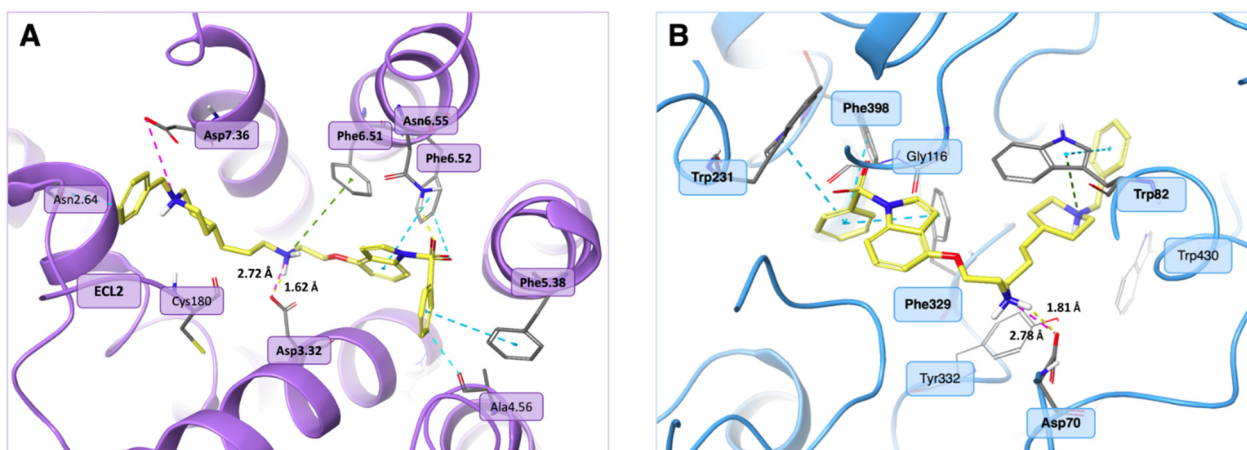 A
Asp7.36
Phe6.51
Asn6.55
Phe6.52
Asn2.64
2.72 Å
1.62 Å
ECL2
Cys180
Phe5.38
Asp3.32
Ala4.56
B
Phe398
Gly116
Trp231
Trp82
Trp430
Phe329
1.81 Å
2.78 Å
Tyr332
Asp70